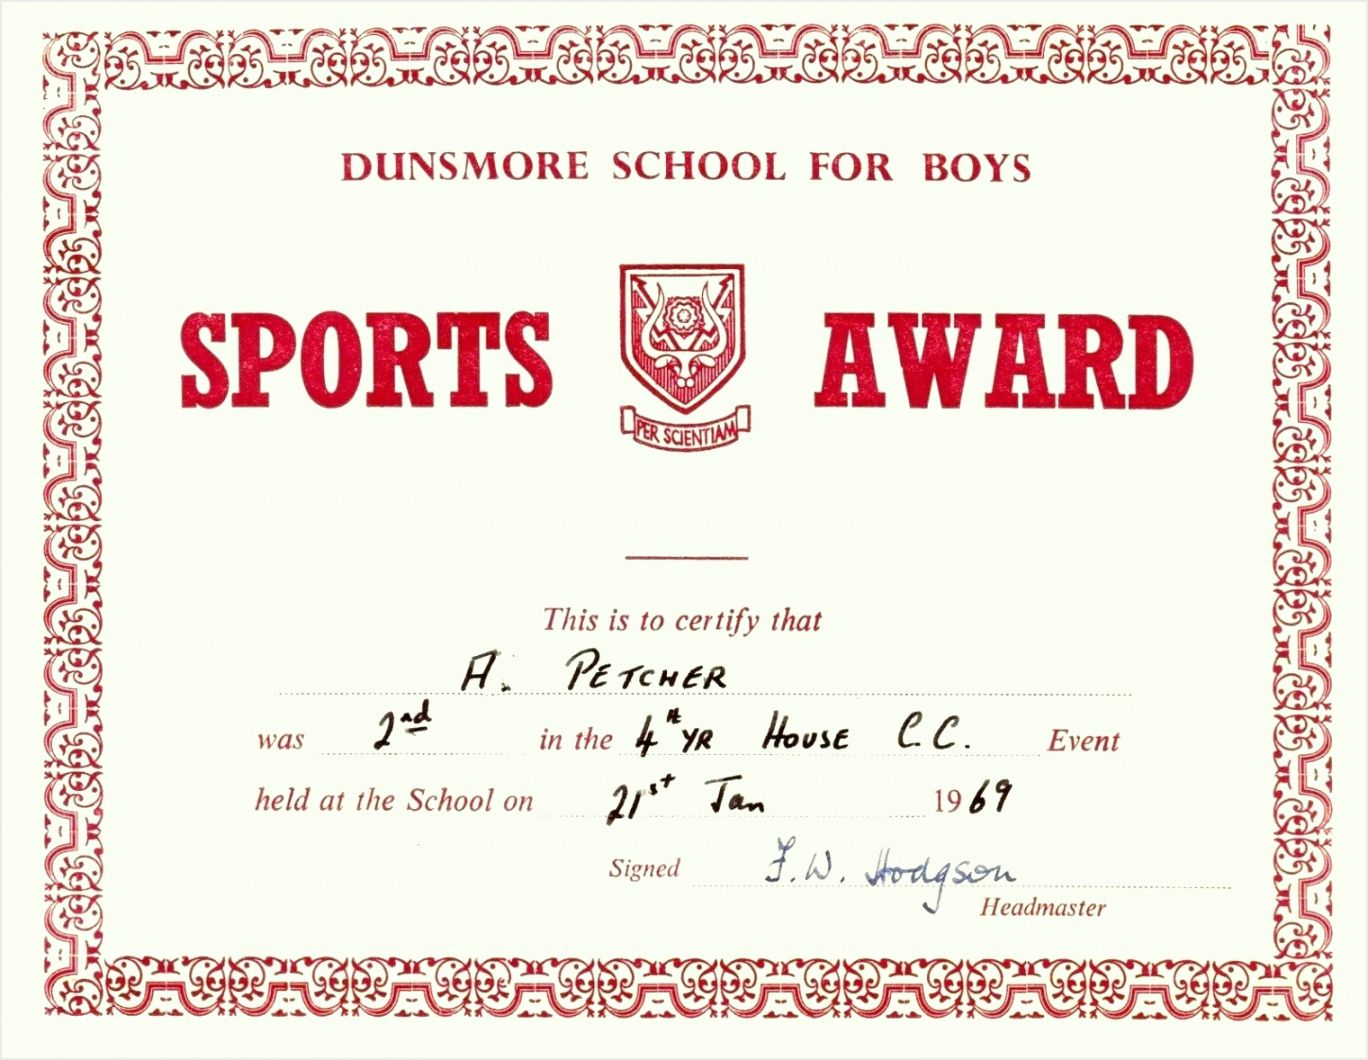 DUNSMORE SCHOOL FOR BOYS
SPORTS AWARD
PER SCIENTIAM
This is to certify that
A. PETCHER
was 2nd in the 4th YR HOUSE C.C. Event
held at the School on 21st Jan 1969
Signed F.W. Hodgson
Headmaster